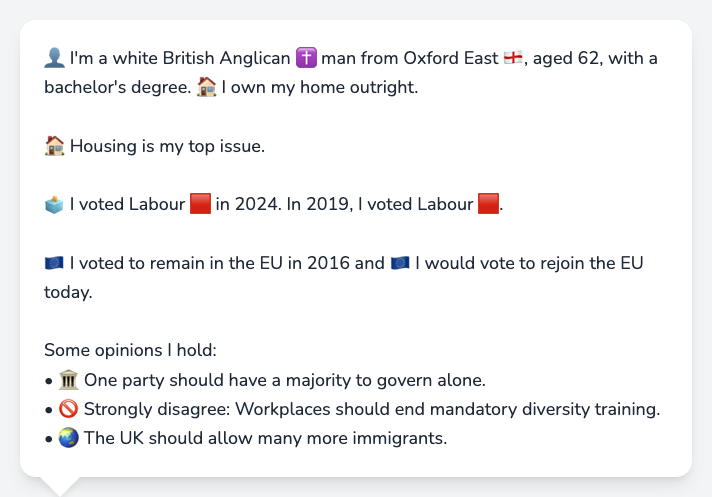 👤 I'm a white British Anglican ✝️ man from Oxford East 🏴󠁧󠁢󠁥󠁮󠁧󠁿, aged 62, with a
bachelor's degree. 🏠 I own my home outright.
🏠 Housing is my top issue.
🗳️ I voted Labour 🟥 in 2024. In 2019, I voted Labour 🟥.
🇪🇺 I voted to remain in the EU in 2016 and 🇪🇺 I would vote to rejoin the EU
today.
Some opinions I hold:
• 🏛️ One party should have a majority to govern alone.
• 🚫 Strongly disagree: Workplaces should end mandatory diversity training.
• 🌏 The UK should allow many more immigrants.